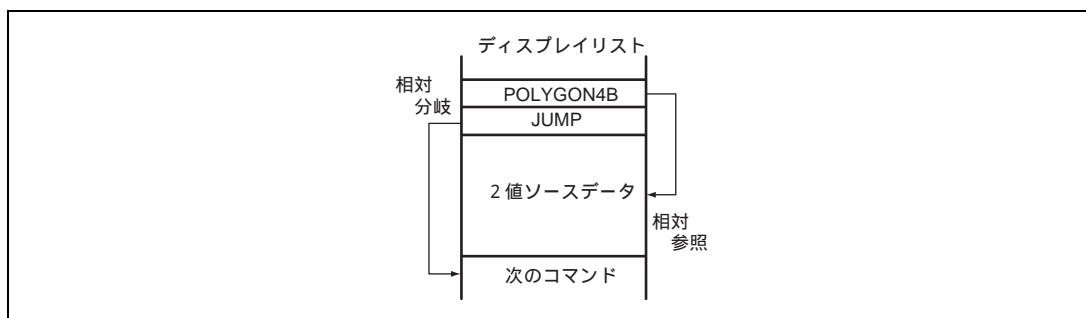 ディスプレイリスト
相対
分岐
POLYGON4B
JUMP
2値ソースデータ
相対
参照
次のコマンド